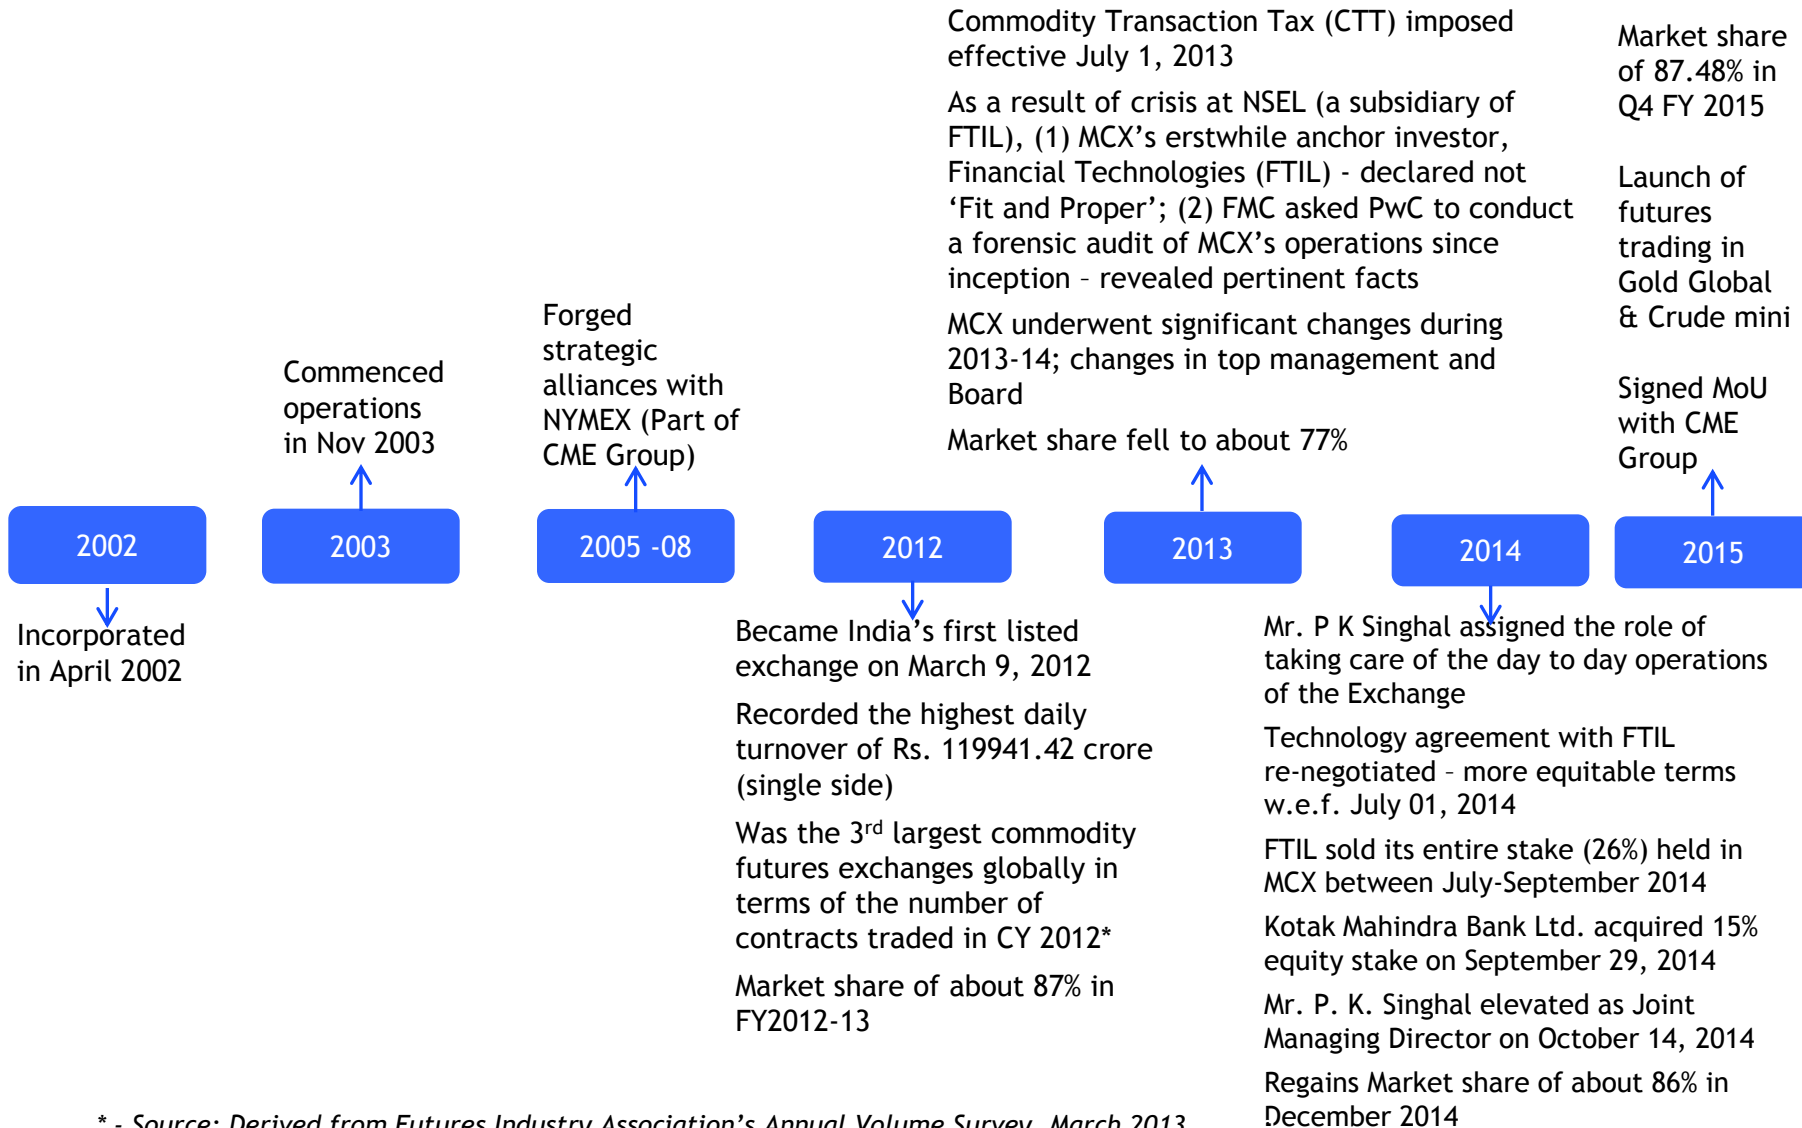 Commodity Transaction Tax (CTT) imposed
effective July 1, 2013
As a result of crisis at NSEL (a subsidiary of
FTIL), (1) MCX’s erstwhile anchor investor,
Financial Technologies (FTIL) - declared not
‘Fit and Proper’; (2) FMC asked PwC to conduct
a forensic audit of MCX’s operations since
inception – revealed pertinent facts
MCX underwent significant changes during
2013-14; changes in top management and
Board
Market share fell to about 77%
Market share
of 87.48% in
Q4 FY 2015
Launch of
futures
trading in
Gold Global
& Crude mini
Signed MoU
with CME
Group
Forged
strategic
alliances with
NYMEX (Part of
CME Group)
Commenced
operations
in Nov 2003
2002
2003
2005 -08
2012
2013
2014
2015
Incorporated
in April 2002
Became India’s first listed
exchange on March 9, 2012
Recorded the highest daily
turnover of Rs. 119941.42 crore
(single side)
Was the 3rd largest commodity
futures exchanges globally in
terms of the number of
contracts traded in CY 2012*
Market share of about 87% in
FY2012-13
Mr. P K Singhal assigned the role of
taking care of the day to day operations
of the Exchange
Technology agreement with FTIL
re-negotiated – more equitable terms
w.e.f. July 01, 2014
FTIL sold its entire stake (26%) held in
MCX between July-September 2014
Kotak Mahindra Bank Ltd. acquired 15%
equity stake on September 29, 2014
Mr. P. K. Singhal elevated as Joint
Managing Director on October 14, 2014
Regains Market share of about 86% in
December 2014
* - Source: Derived from Futures Industry Association’s Annual Volume Survey, March 2013